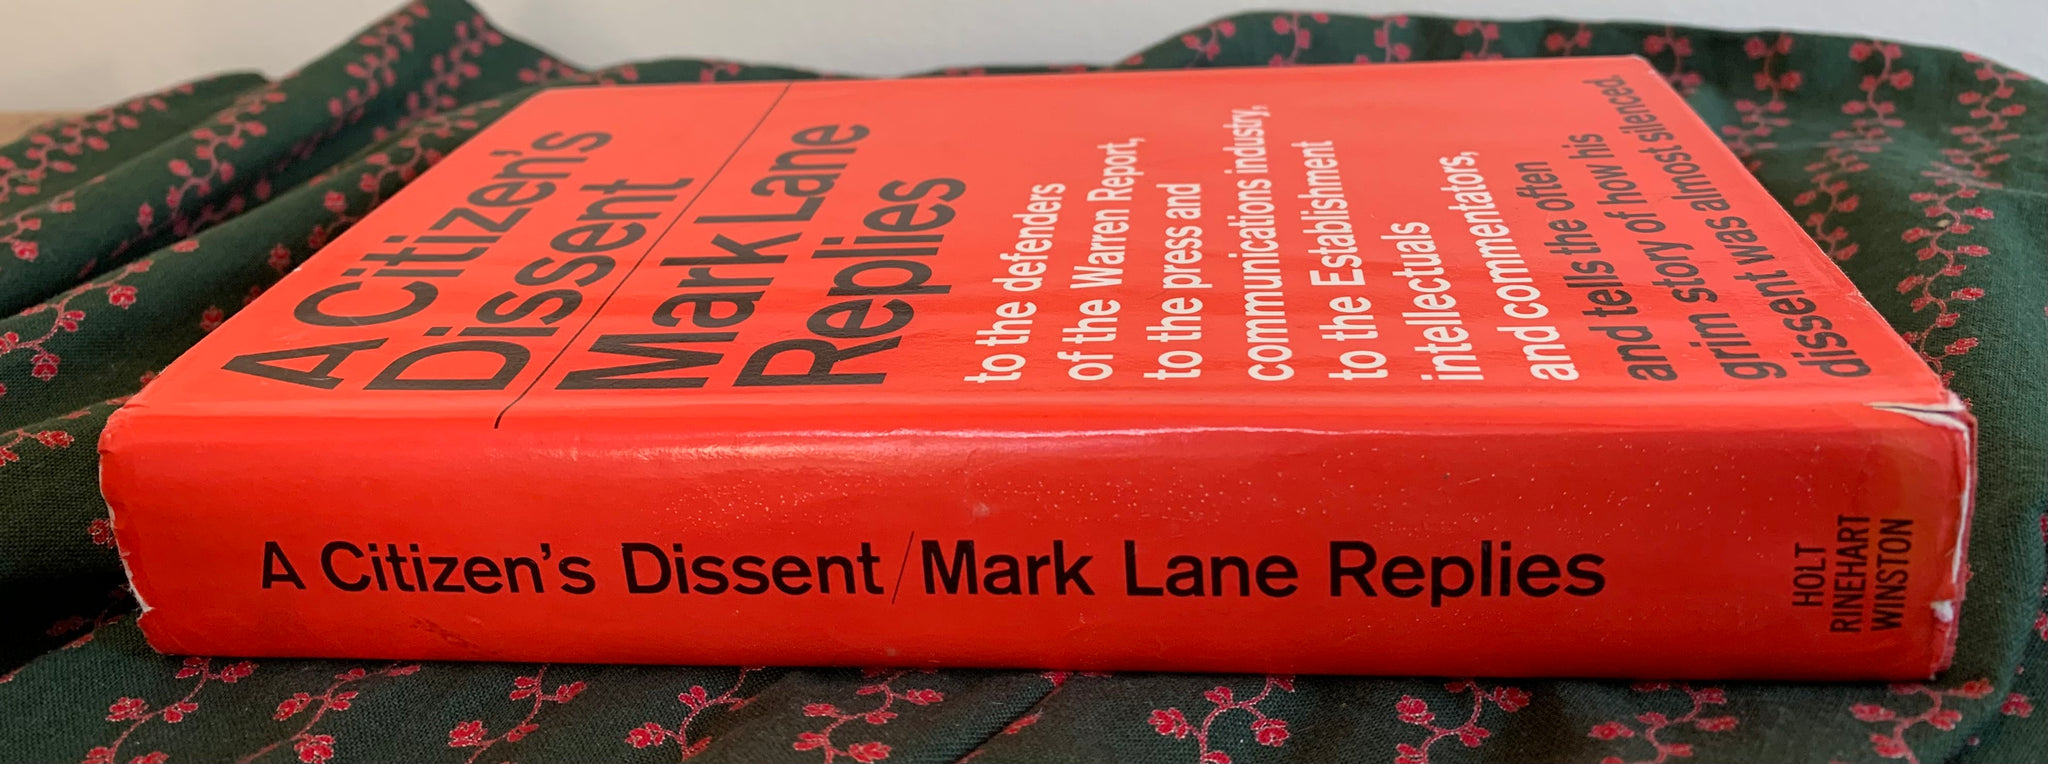 A Citizen's
Dissent
Mark Lane
Replies
to the defenders
of the Warren Report,
to the press and
communications industry,
to the Establishment
intellectuals
and commentators,
and tells the often
grim story of how his
dissent was almost silenced.
A Citizen's Dissent/Mark Lane Replies
HOLT
RINEHART
WINSTON